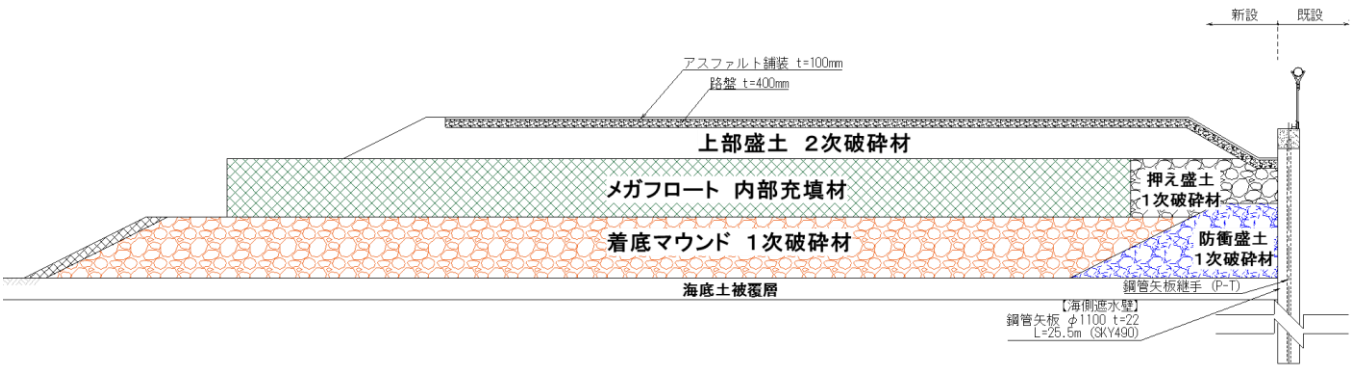 新設 既設
アスファルト舗装 t=100mm
路盤 t=400mm
上部盛土 2次破砕材
メガフロート 内部充填材
押え盛土
1次破砕材
着底マウンド 1次破砕材
防衝盛土
1次破砕材
海底土被覆層
鋼管矢板継手 (P-T)
【海側遮水壁】
鋼管矢板 φ1100 t=22
L=25.5m (SKY490)